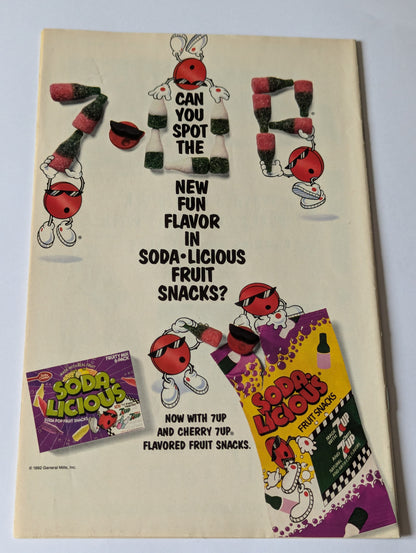 CAN
YOU
SPOT
THE
NEW
FUN
FLAVOR
IN
SODA•LICIOUS
FRUIT
SNACKS?
SODA-
LICIOUS
SODA-
LICIOUS
FRUIT SNACKS
7UP
NOW WITH 7UP
AND CHERRY 7UP®
FLAVORED FRUIT SNACKS.
© 1992 General Mills, Inc.